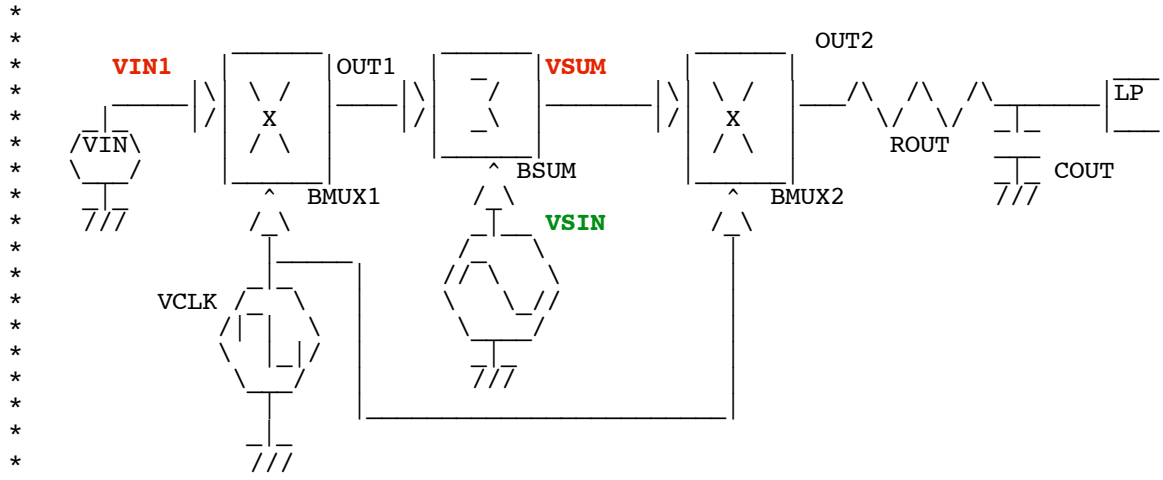 OUT2
VIN1 OUT1 VSUM
LP
X X
VIN ROUT
BSUM COUT
BMUX1 BMUX2
VSIN
VCLK